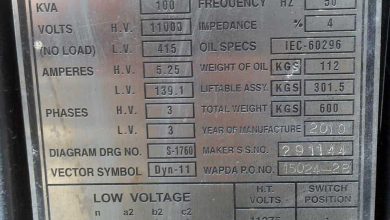 KVA 100 FREQUENCY HZ 50
VOLTS H.V. 11000 IMPEDANCE % 4
(NO LOAD) L.V. 415 OIL SPECS IEC-60296
AMPERES H.V. 5.25 WEIGHT OF OIL KGS 112
L.V. 139.1 LIFTABLE ASSY. KGS 301.5
PHASES H.V. 3 TOTAL WEIGHT KGS 600
L.V. 3 YEAR OF MANUFACTURE 2010
DIAGRAM DRG NO. S-1760 MAKER S S.NO. 291144
VECTOR SYMBOL Dyn-11 WAPDA P.O.NO.
LOW VOLTAGE H.T. VOLTS SWITCH POSITION
n a2 b2 c2